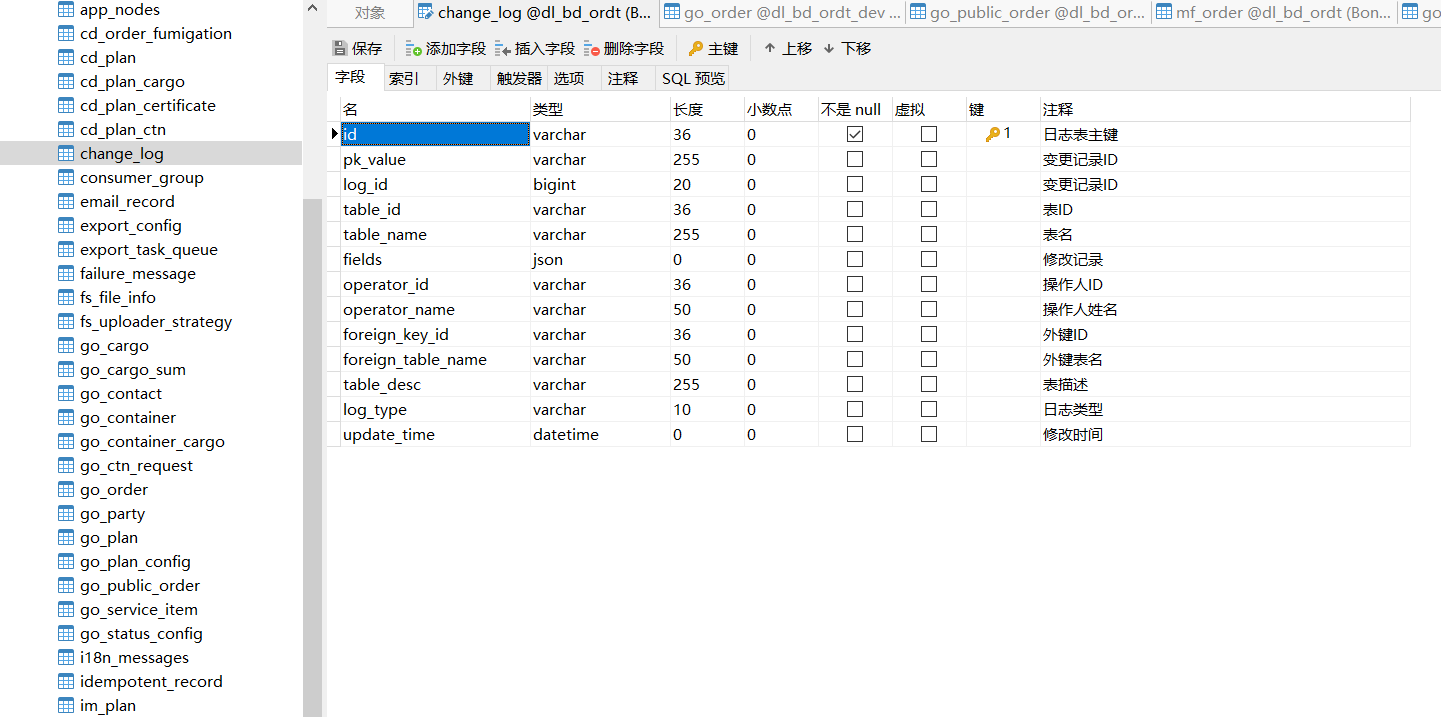 app_nodes
cd_order_fumigation
cd_plan
cd_plan_cargo
cd_plan_certificate
cd_plan_ctn
change_log
consumer_group
email_record
export_config
export_task_queue
failure_message
fs_file_info
fs_uploader_strategy
go_cargo
go_cargo_sum
go_contact
go_container
go_container_cargo
go_ctn_request
go_order
go_party
go_plan
go_plan_config
go_public_order
go_service_item
go_status_config
i18n_messages
idempotent_record
im_plan
对象 change_log @dl_bd_ordt (B... go_order @dl_bd_ordt_dev ... go_public_order @dl_bd_or... mf_order @dl_bd_ordt (Bon... go
保存 添加字段 插入字段 删除字段 主键 上移 下移
字段 索引 外键 触发器 选项 注释 SQL 预览
名 类型 长度 小数点 不是 null 虚拟 键 注释
id varchar 36 0 1 日志表主键
pk_value varchar 255 0 变更记录ID
log_id bigint 20 0 变更记录ID
table_id varchar 36 0 表ID
table_name varchar 255 0 表名
fields json 0 0 修改记录
operator_id varchar 36 0 操作人ID
operator_name varchar 50 0 操作人姓名
foreign_key_id varchar 36 0 外键ID
foreign_table_name varchar 50 0 外键表名
table_desc varchar 255 0 表描述
log_type varchar 10 0 日志类型
update_time datetime 0 0 修改时间